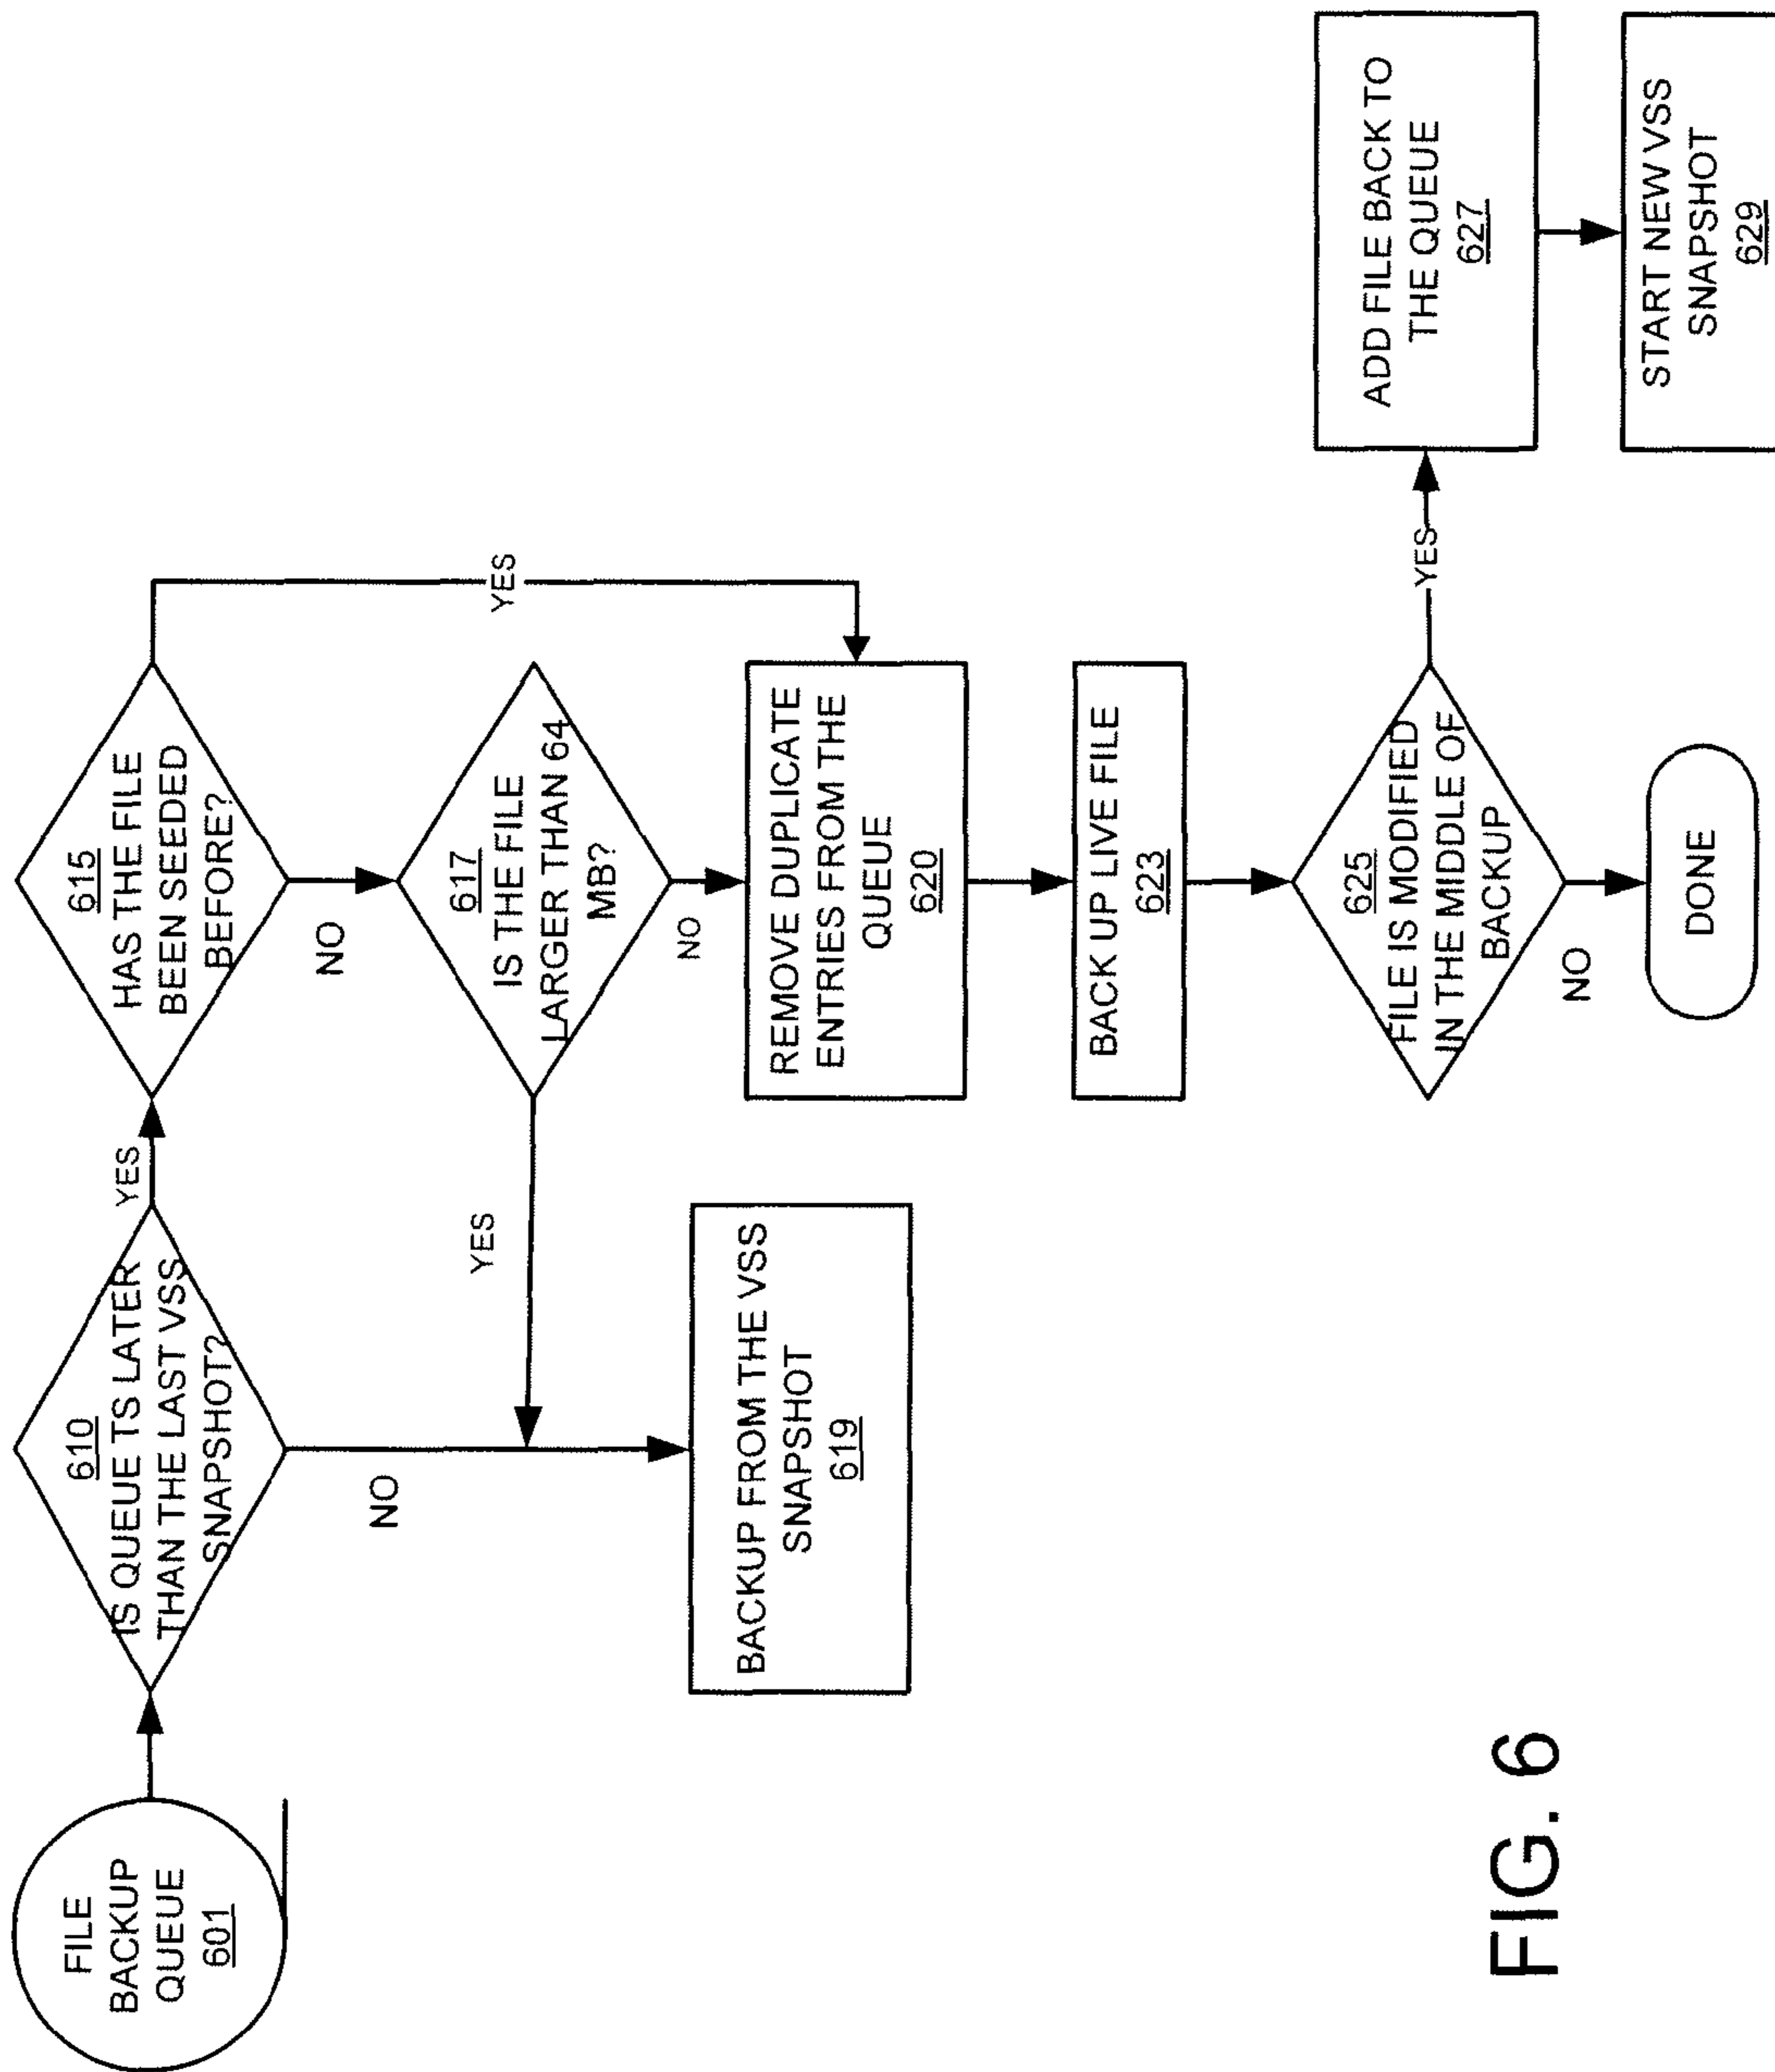 FILE
BACKUP
QUEUE
601
610
IS QUEUE TS LATER
THAN THE LAST VSS
SNAPSHOT?
YES
NO
615
HAS THE FILE
BEEN SEEDED
BEFORE?
YES
NO
617
IS THE FILE
LARGER THAN 64
MB?
YES
NO
BACKUP FROM THE VSS
SNAPSHOT
619
REMOVE DUPLICATE
ENTRIES FROM THE
QUEUE
620
BACK UP LIVE FILE
623
625
FILE IS MODIFIED
IN THE MIDDLE OF
BACKUP
YES
NO
ADD FILE BACK TO
THE QUEUE
627
START NEW VSS
SNAPSHOT
629
DONE
FIG. 6